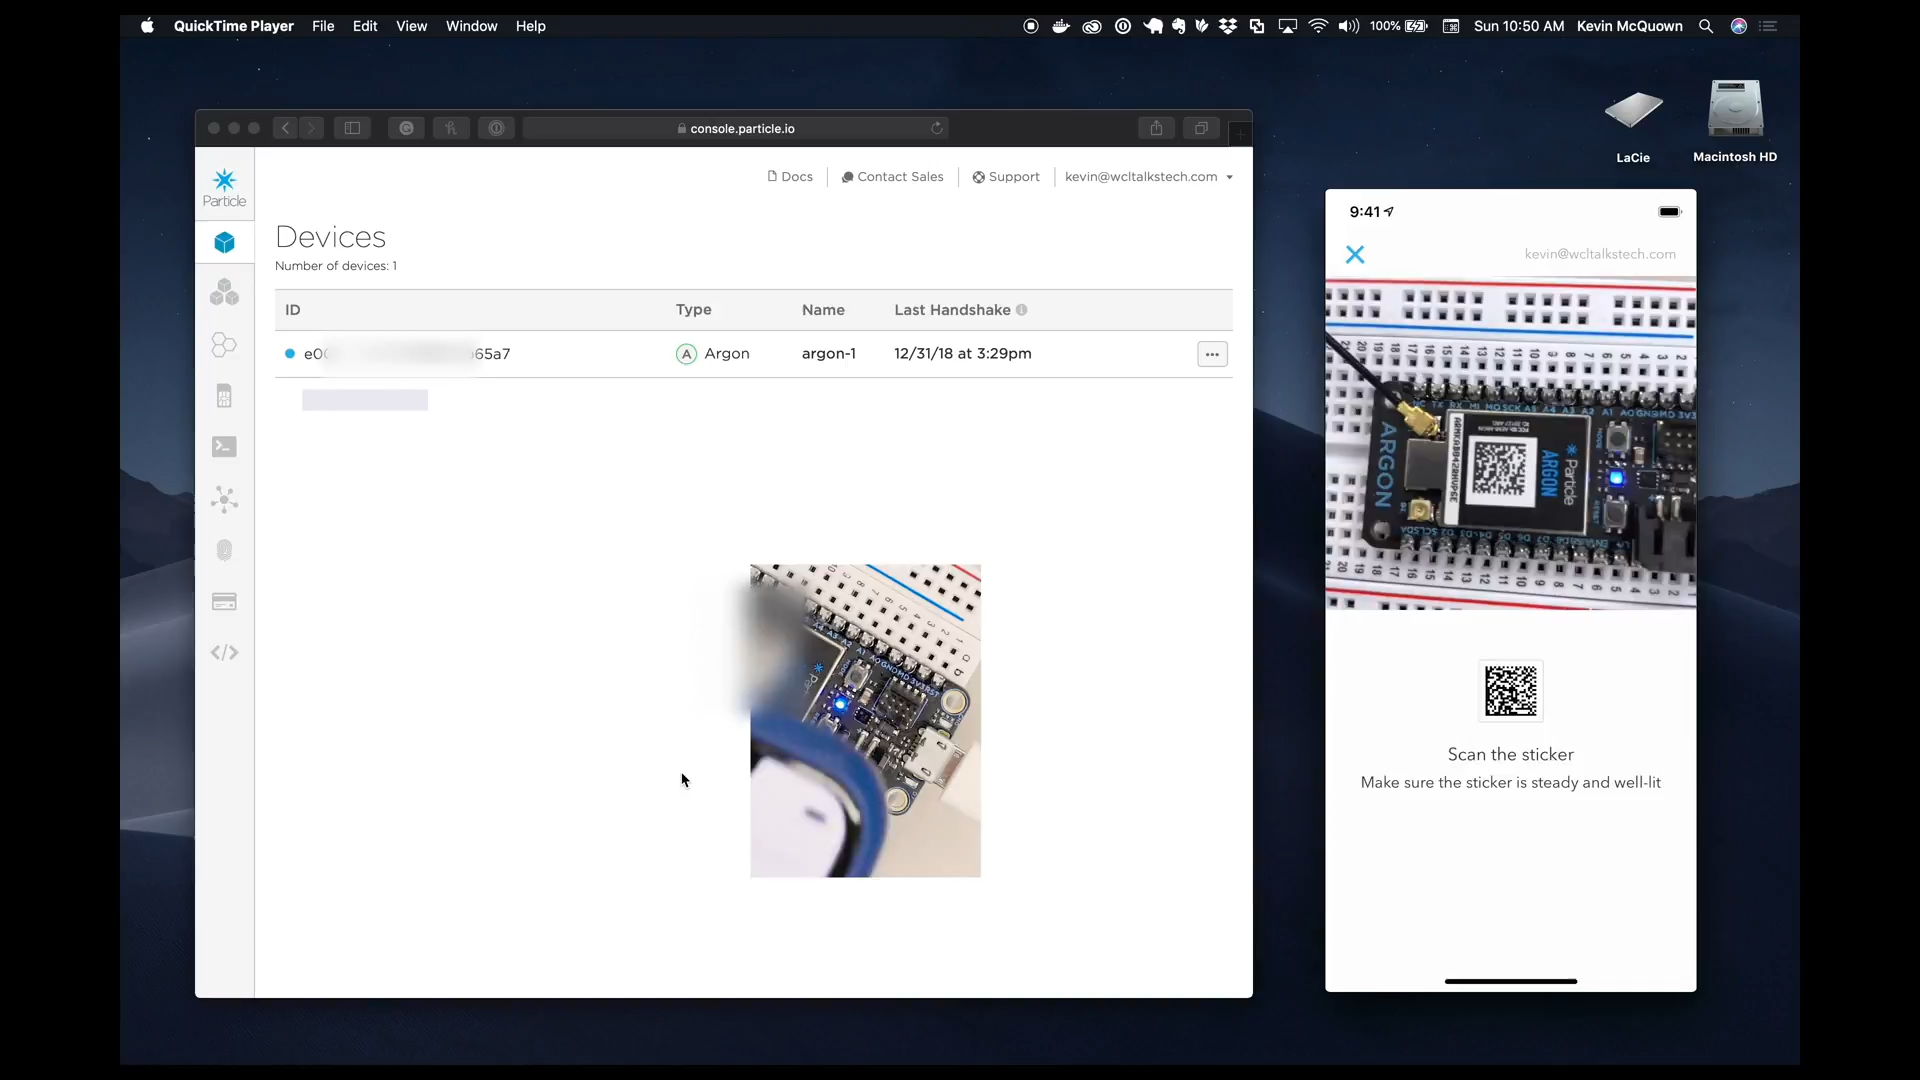 QuickTime Player File Edit View Window Help 100% Sun 10:50 AM Kevin McQuown
console.particle.io
LaCie Macintosh HD
Particle
Docs Contact Sales Support kevin@wcltalkstech.com
Devices
Number of devices: 1
ID Type Name Last Handshake
e00 65a7 A Argon argon-1 12/31/18 at 3:29pm
9:41
kevin@wcltalkstech.com
ARGON
Particle
ARGON
Scan the sticker
Make sure the sticker is steady and well-lit